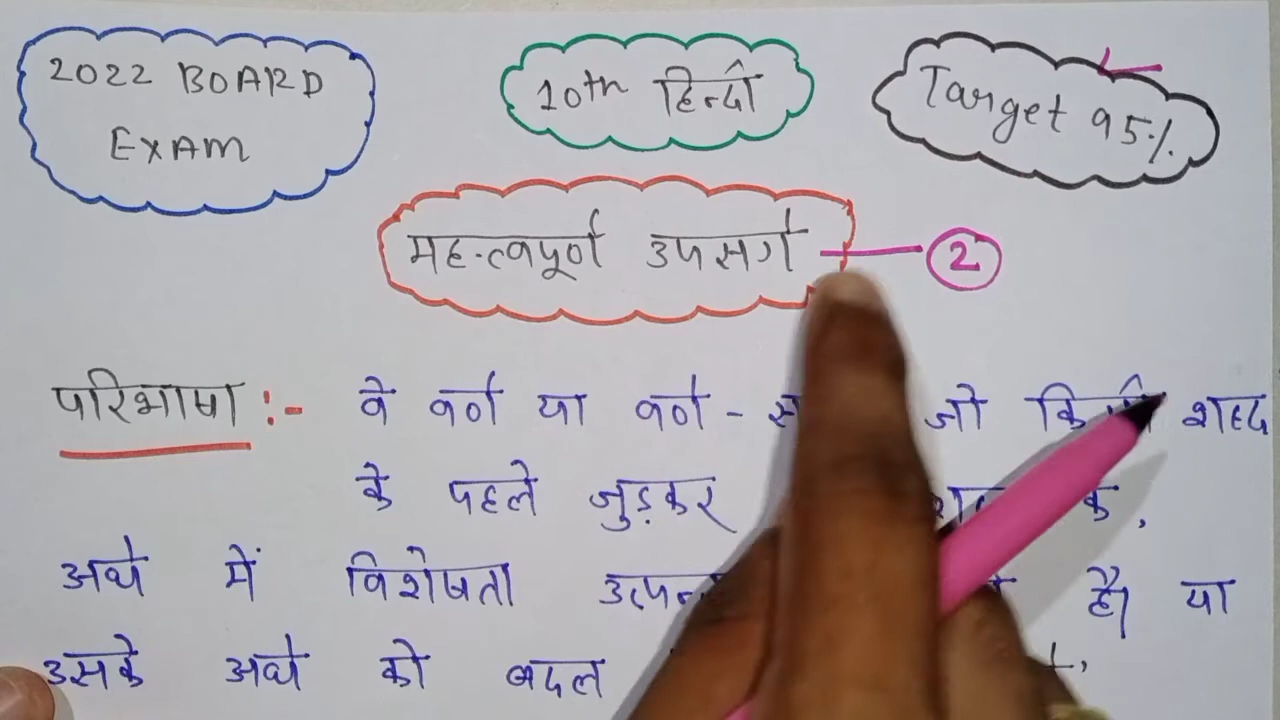 2022 BOARD
EXAM
10th हिन्दी
Target 95%
महत्वपूर्ण उपसर्ग
2
परिभाषा :- वे वर्ण या वर्ण - जो शब्द
के पहले जुड़कर
अर्थ में विशेषता है। या
उसके अर्थ को बदल